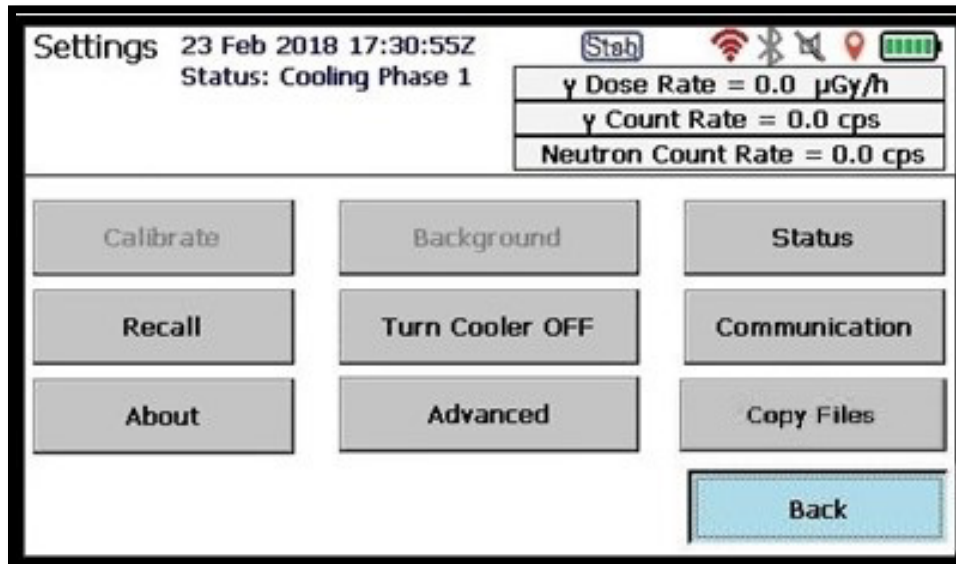 Settings 23 Feb 2018 17:30:55Z
Status: Cooling Phase 1
Stab
γ Dose Rate = 0.0 µGy/h
γ Count Rate = 0.0 cps
Neutron Count Rate = 0.0 cps
Calibrate Background Status
Recall Turn Cooler OFF Communication
About Advanced Copy Files
Back